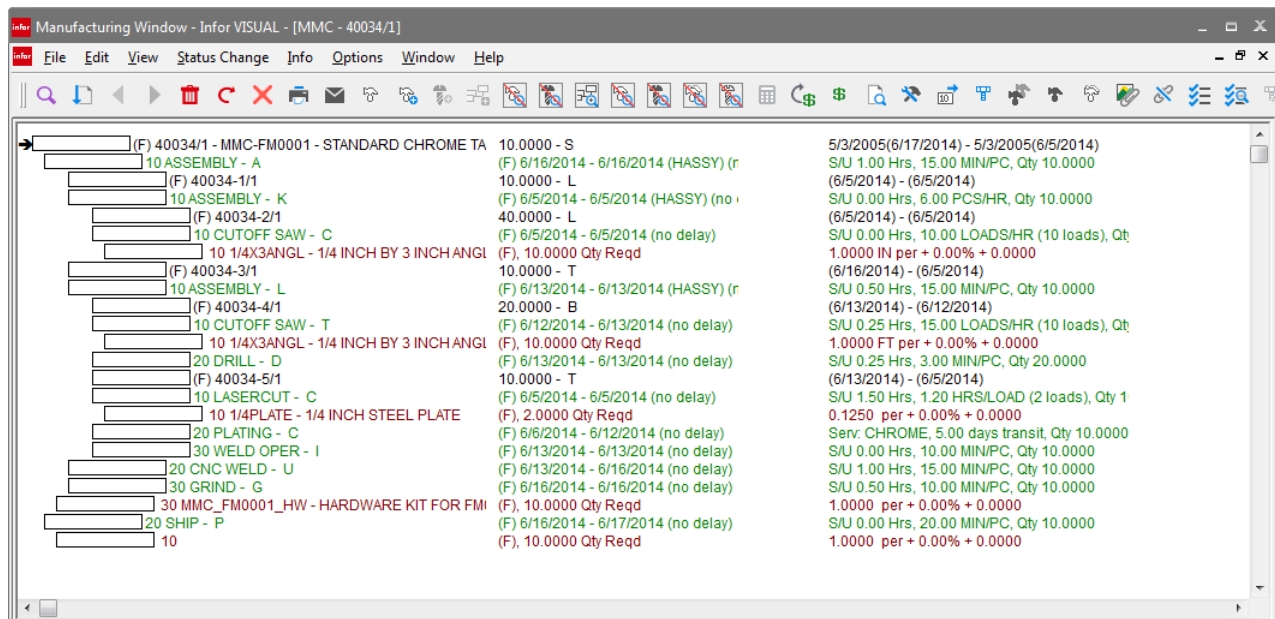 infor Manufacturing Window - Infor VISUAL - [MMC - 40034/1]
infor File Edit View Status Change Info Options Window Help
(F) 40034/1 - MMC-FM0001 - STANDARD CHROME TA 10.0000 - S 5/3/2005(6/17/2014) - 5/3/2005(6/5/2014)
10 ASSEMBLY - A (F) 6/16/2014 - 6/16/2014 (HASSY) (n S/U 1.00 Hrs, 15.00 MIN/PC, Qty 10.0000
(F) 40034-1/1 10.0000 - L (6/5/2014) - (6/5/2014)
10 ASSEMBLY - K (F) 6/5/2014 - 6/5/2014 (HASSY) (no S/U 0.00 Hrs, 6.00 PCS/HR, Qty 10.0000
(F) 40034-2/1 40.0000 - L (6/5/2014) - (6/5/2014)
10 CUTOFF SAW - C (F) 6/5/2014 - 6/5/2014 (no delay) S/U 0.00 Hrs, 10.00 LOADS/HR (10 loads), Qty
10 1/4X3ANGL - 1/4 INCH BY 3 INCH ANGL (F), 10.0000 Qty Reqd 1.0000 IN per + 0.00% + 0.0000
(F) 40034-3/1 10.0000 - T (6/16/2014) - (6/5/2014)
10 ASSEMBLY - L (F) 6/13/2014 - 6/13/2014 (HASSY) (n S/U 0.50 Hrs, 15.00 MIN/PC, Qty 10.0000
(F) 40034-4/1 20.0000 - B (6/13/2014) - (6/12/2014)
10 CUTOFF SAW - T (F) 6/12/2014 - 6/13/2014 (no delay) S/U 0.25 Hrs, 15.00 LOADS/HR (10 loads), Qty
10 1/4X3ANGL - 1/4 INCH BY 3 INCH ANGL (F), 10.0000 Qty Reqd 1.0000 FT per + 0.00% + 0.0000
20 DRILL - D (F) 6/13/2014 - 6/13/2014 (no delay) S/U 0.25 Hrs, 3.00 MIN/PC, Qty 20.0000
(F) 40034-5/1 10.0000 - T (6/13/2014) - (6/5/2014)
10 LASERCUT - C (F) 6/5/2014 - 6/5/2014 (no delay) S/U 1.50 Hrs, 1.20 HRS/LOAD (2 loads), Qty 1
10 1/4PLATE - 1/4 INCH STEEL PLATE (F), 2.0000 Qty Reqd 0.1250 per + 0.00% + 0.0000
20 PLATING - C (F) 6/6/2014 - 6/12/2014 (no delay) Serv: CHROME, 5.00 days transit, Qty 10.0000
30 WELD OPER - I (F) 6/13/2014 - 6/13/2014 (no delay) S/U 0.00 Hrs, 10.00 MIN/PC, Qty 10.0000
20 CNC WELD - U (F) 6/13/2014 - 6/16/2014 (no delay) S/U 1.00 Hrs, 15.00 MIN/PC, Qty 10.0000
30 GRIND - G (F) 6/16/2014 - 6/16/2014 (no delay) S/U 0.50 Hrs, 10.00 MIN/PC, Qty 10.0000
30 MMC_FM0001_HW - HARDWARE KIT FOR FM (F), 10.0000 Qty Reqd 1.0000 per + 0.00% + 0.0000
20 SHIP - P (F) 6/16/2014 - 6/17/2014 (no delay) S/U 0.00 Hrs, 20.00 MIN/PC, Qty 10.0000
10 (F), 10.0000 Qty Reqd 1.0000 per + 0.00% + 0.0000